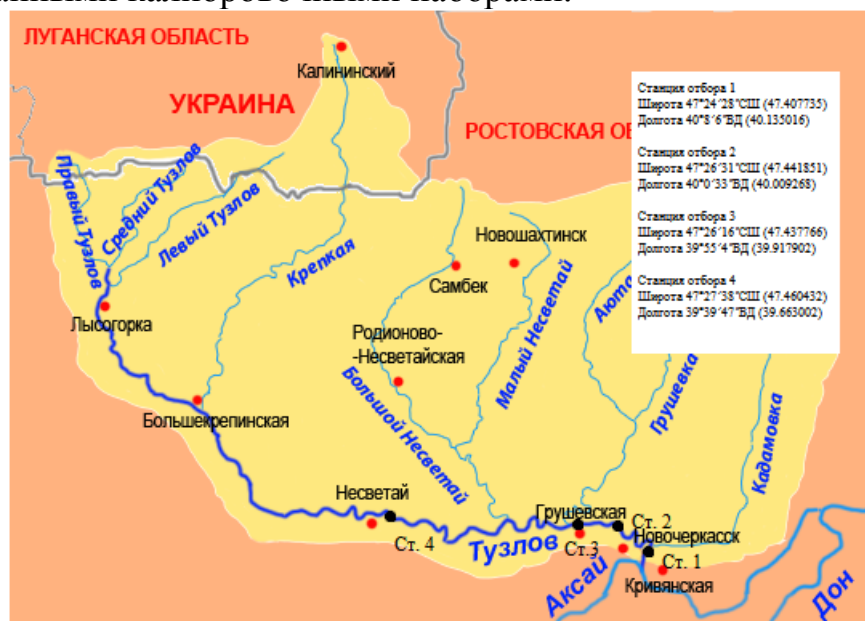 калибровочными наборами.
ЛУГАНСКАЯ ОБЛАСТЬ
Калининский
УКРАИНА
РОСТОВСКАЯ
Станция отбора 1
Широта 47°24´28"СШ (47.407735)
Долгота 40°8´6"ВД (40.135016)
Станция отбора 2
Широта 47°26´31"СШ (47.441851)
Долгота 40°0´33"ВД (40.009268)
Станция отбора 3
Широта 47°26´16"СШ (47.437766)
Долгота 39°55´4"ВД (39.917902)
Станция отбора 4
Широта 47°27´38"СШ (47.460432)
Долгота 39°39´47"ВД (39.663002)
Правый Тузлов
Средний Тузлов
Левый Тузлов
Крепкая
Новошахтинск
Самбек
Аюта
Лысогорка
Родионово-
-Несветайская
Малый Несветай
Большой Несветай
Грушевка
Кадамовка
Большекрепинская
Несветай
Ст. 4
Грушевская
Ст. 2
Тузлов
Ст.3
Новочеркасск
Ст. 1
Аксай
Кривянская
Дон